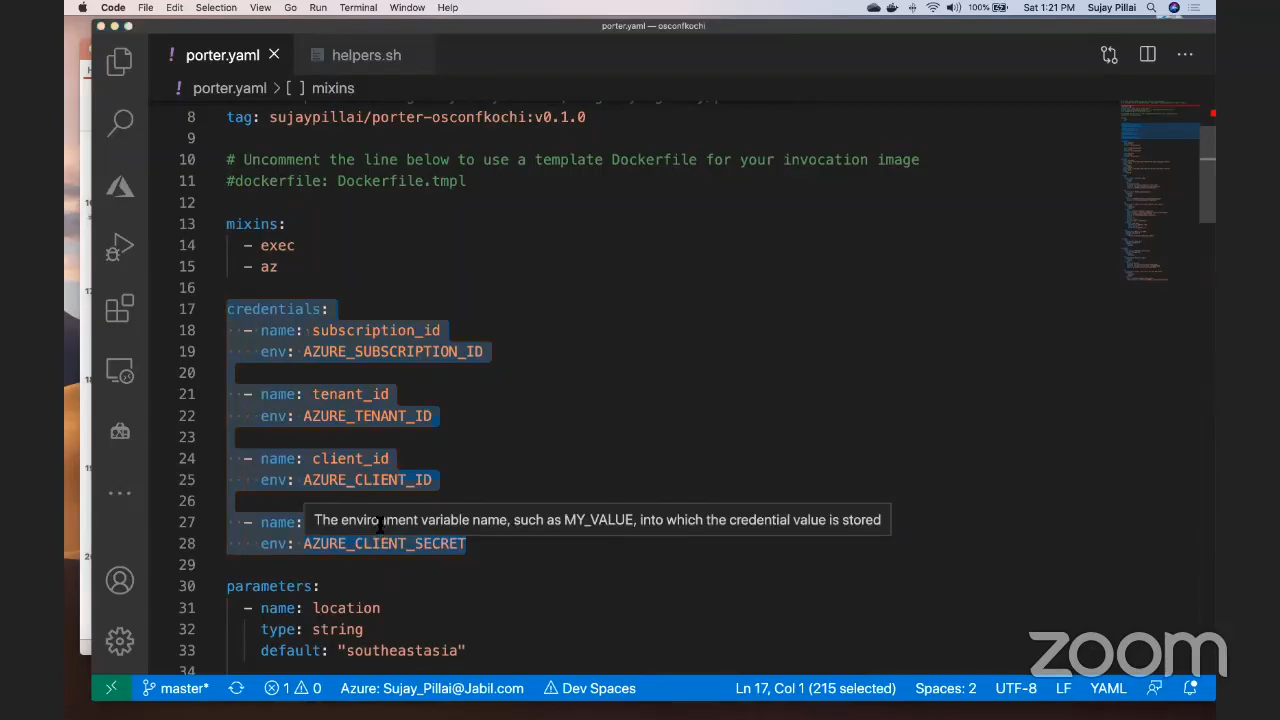 Code File Edit Selection View Go Run Terminal Window Help 100% Sat 1:21 PM Sujay Pillai
porter.yaml — osconfkochi
! porter.yaml × helpers.sh
! porter.yaml > [ ] mixins
8 tag: sujaypillai/porter-osconfkochi:v0.1.0
9
10 # Uncomment the line below to use a template Dockerfile for your invocation image
11 #dockerfile: Dockerfile.tmpl
12
13 mixins:
14 - exec
15 - az
16
17 credentials:
18 - name: subscription_id
19 env: AZURE_SUBSCRIPTION_ID
20
21 - name: tenant_id
22 env: AZURE_TENANT_ID
23
24 - name: client_id
25 env: AZURE_CLIENT_ID
26
27 - name:
The environment variable name, such as MY_VALUE, into which the credential value is stored
28 env: AZURE_CLIENT_SECRET
29
30 parameters:
31 - name: location
32 type: string
33 default: "southeastasia"
34
zoom
master* 1 0 Azure: Sujay_Pillai@Jabil.com Dev Spaces Ln 17, Col 1 (215 selected) Spaces: 2 UTF-8 LF YAML